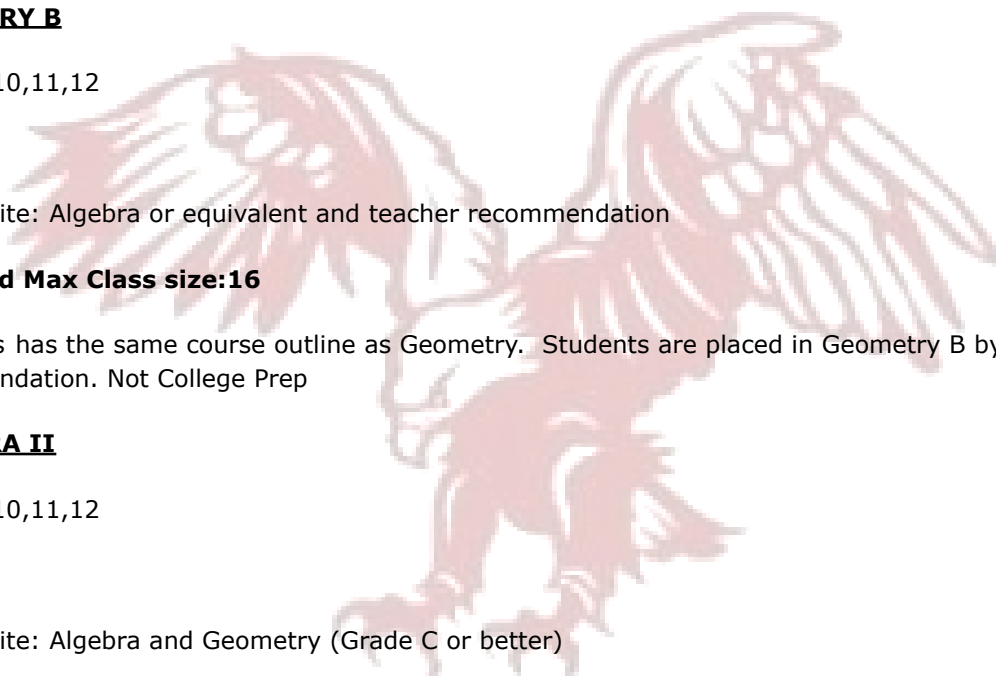 RY B
10,11,12
ite: Algebra or equivalent and teacher recommendation
d Max Class size:16
s has the same course outline as Geometry. Students are placed in Geometry B by
ndation. Not College Prep
RA II
10,11,12
ite: Algebra and Geometry (Grade C or better)